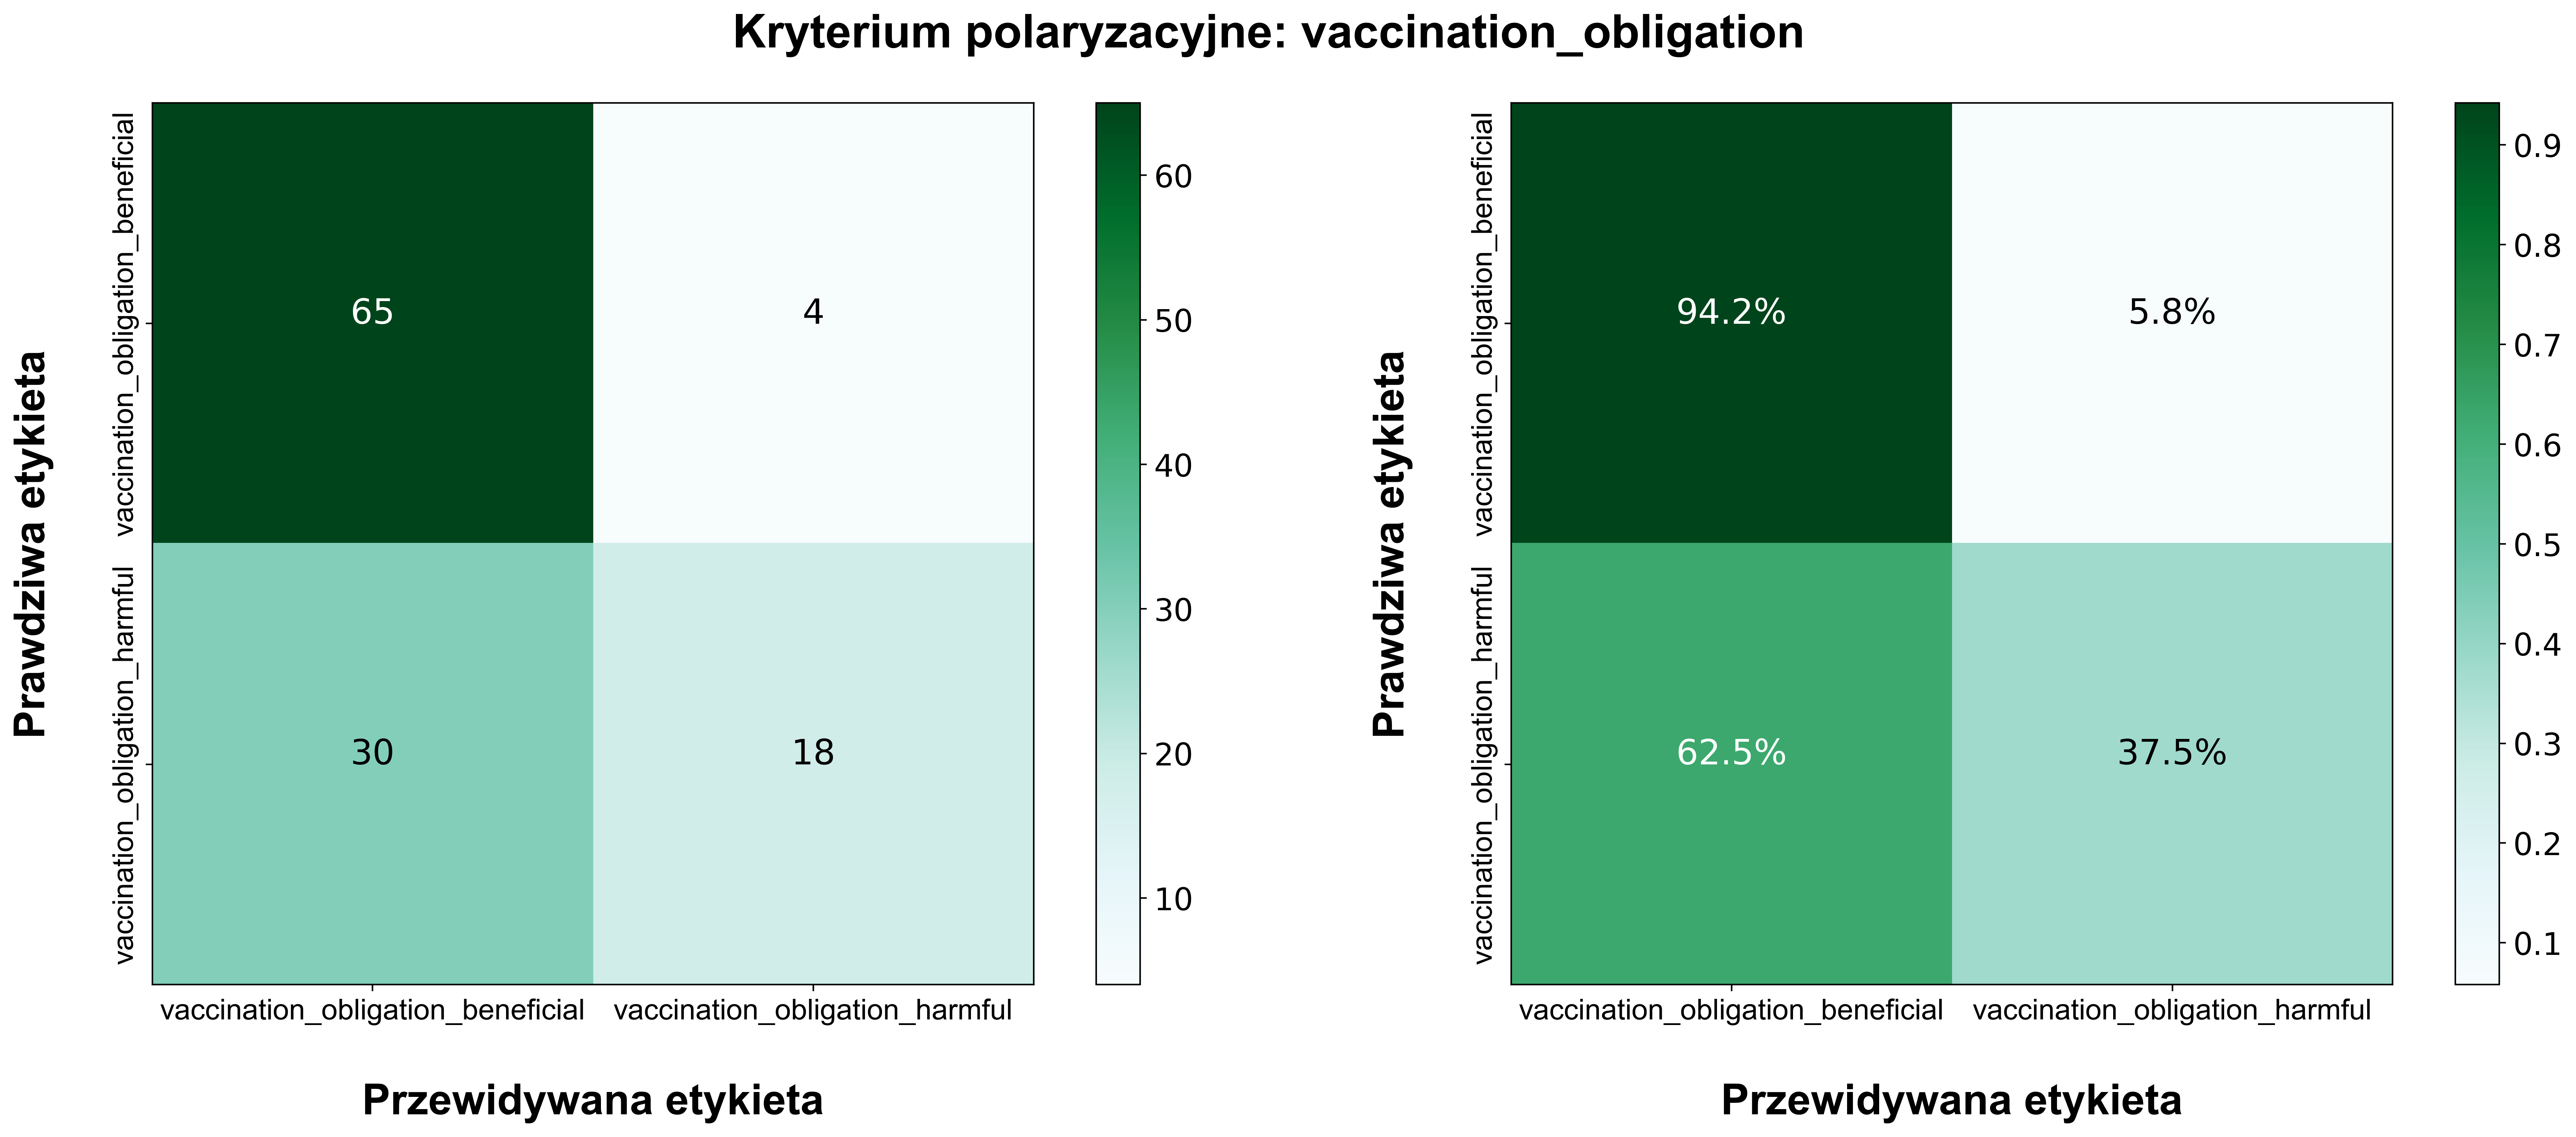 Kryterium polaryzacyjne: vaccination_obligation
Prawdziwa etykieta
vaccination_obligation_beneficial
vaccination_obligation_harmful
65
4
30
18
vaccination_obligation_beneficial
vaccination_obligation_harmful
Przewidywana etykieta
60
50
40
30
20
10
Prawdziwa etykieta
vaccination_obligation_beneficial
vaccination_obligation_harmful
94.2%
5.8%
62.5%
37.5%
vaccination_obligation_beneficial
vaccination_obligation_harmful
Przewidywana etykieta
0.9
0.8
0.7
0.6
0.5
0.4
0.3
0.2
0.1